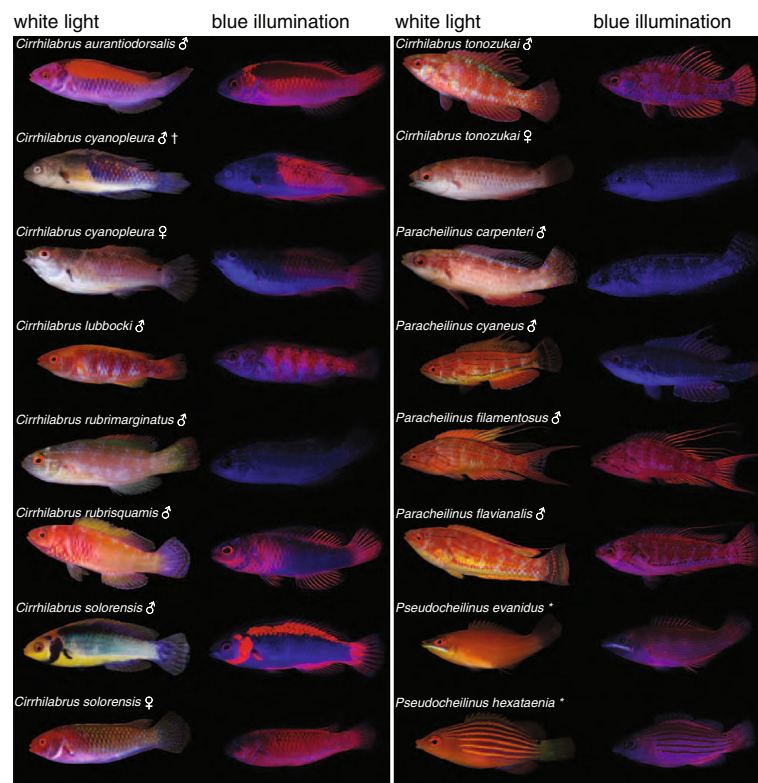 white light
blue illumination
Cirrhilabrus aurantiodorsalis ♂
Cirrhilabrus cyanopleura ♂ †
Cirrhilabrus cyanopleura ♀
Cirrhilabrus lubbocki ♂
Cirrhilabrus rubrimarginatus ♂
Cirrhilabrus rubrisquamis ♂
Cirrhilabrus solorensis ♂
Cirrhilabrus solorensis ♀
white light
blue illumination
Cirrhilabrus tonozukai ♂
Cirrhilabrus tonozukai ♀
Paracheilinus carpenteri ♂
Paracheilinus cyaneus ♂
Paracheilinus filamentosus ♂
Paracheilinus flavianalis ♂
Pseudocheilinus evanidus *
Pseudocheilinus hexataenia *